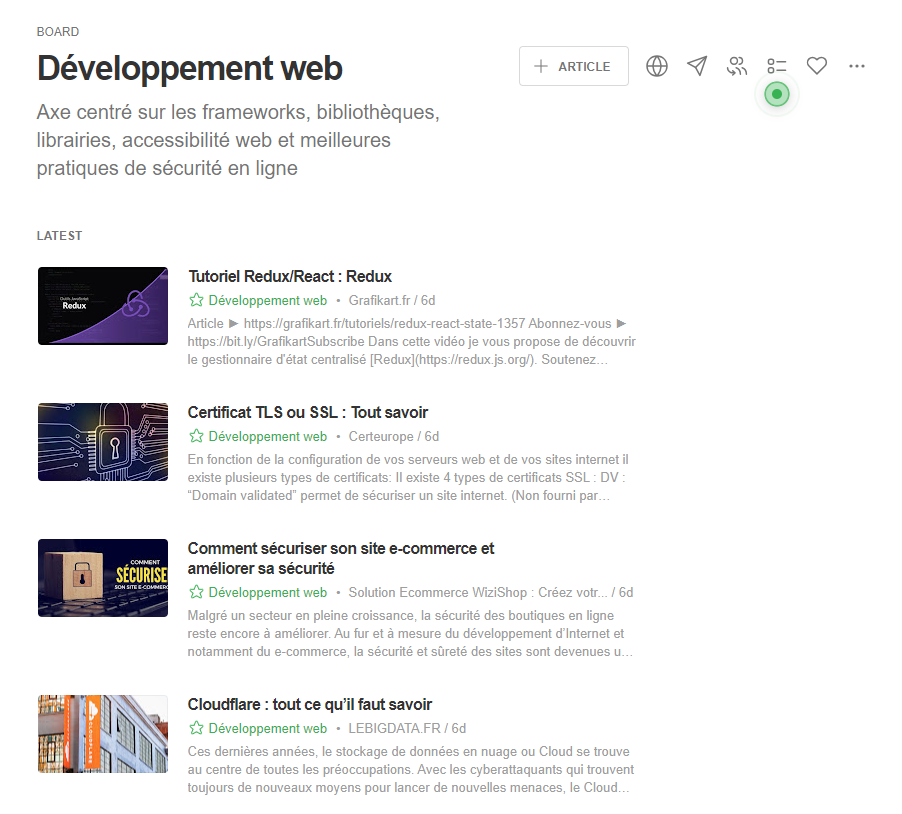 BOARD
Développement web
ARTICLE
Axe centré sur les frameworks, bibliothèques,
librairies, accessibilité web et meilleures
pratiques de sécurité en ligne
LATEST
Outils JavaScript
Redux
Tutoriel Redux/React : Redux
Développement web • Grafikart.fr / 6d
Article ► https://grafikart.fr/tutoriels/redux-react-state-1357 Abonnez-vous ►
https://bit.ly/GrafikartSubscribe Dans cette vidéo je vous propose de découvrir
le gestionnaire d'état centralisé [Redux](https://redux.js.org/). Soutenez...
Certificat TLS ou SSL : Tout savoir
Développement web • Certeurope / 6d
En fonction de la configuration de vos serveurs web et de vos sites internet il
existe plusieurs types de certificats: Il existe 4 types de certificats SSL : DV :
“Domain validated” permet de sécuriser un site internet. (Non fourni par...
COMMENT
SÉCURISE
SON SITE E-COMMERC
Comment sécuriser son site e-commerce et
améliorer sa sécurité
Développement web • Solution Ecommerce WiziShop : Créez votr... / 6d
Malgré un secteur en pleine croissance, la sécurité des boutiques en ligne
reste encore à améliorer. Au fur et à mesure du développement d’Internet et
notamment du e-commerce, la sécurité et sûreté des sites sont devenues u...
Cloudflare : tout ce qu’il faut savoir
Développement web • LEBIGDATA.FR / 6d
Ces dernières années, le stockage de données en nuage ou Cloud se trouve
au centre de toutes les préoccupations. Avec les cyberattaquants qui trouvent
toujours de nouveaux moyens pour lancer de nouvelles menaces, le Cloud...